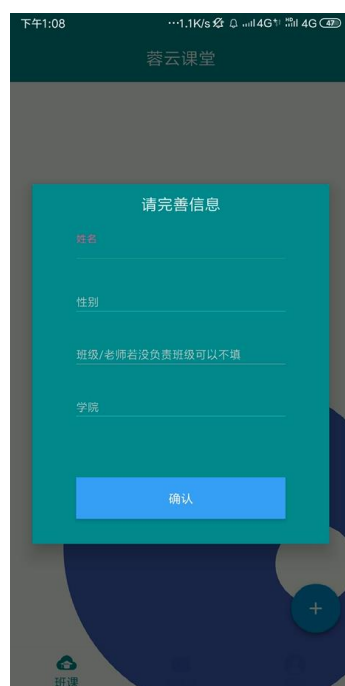 下午1:08
···1.1K/s 4G HD 4G 47
蓉云课堂
请完善信息
姓名
性别
班级/老师若没负责班级可以不填
学院
确认
+
班课